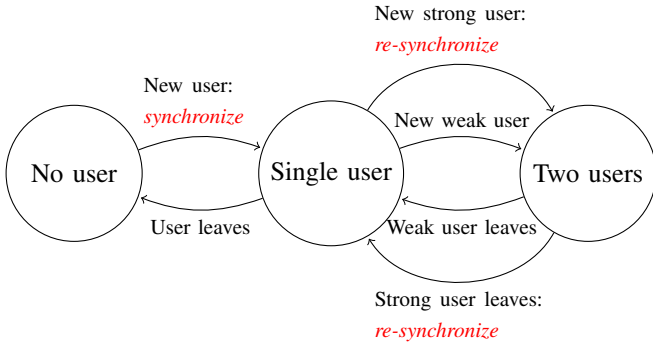 New strong user:
re-synchronize
New user:
synchronize
New weak user
No user
Single user
Two users
User leaves
Weak user leaves
Strong user leaves:
re-synchronize